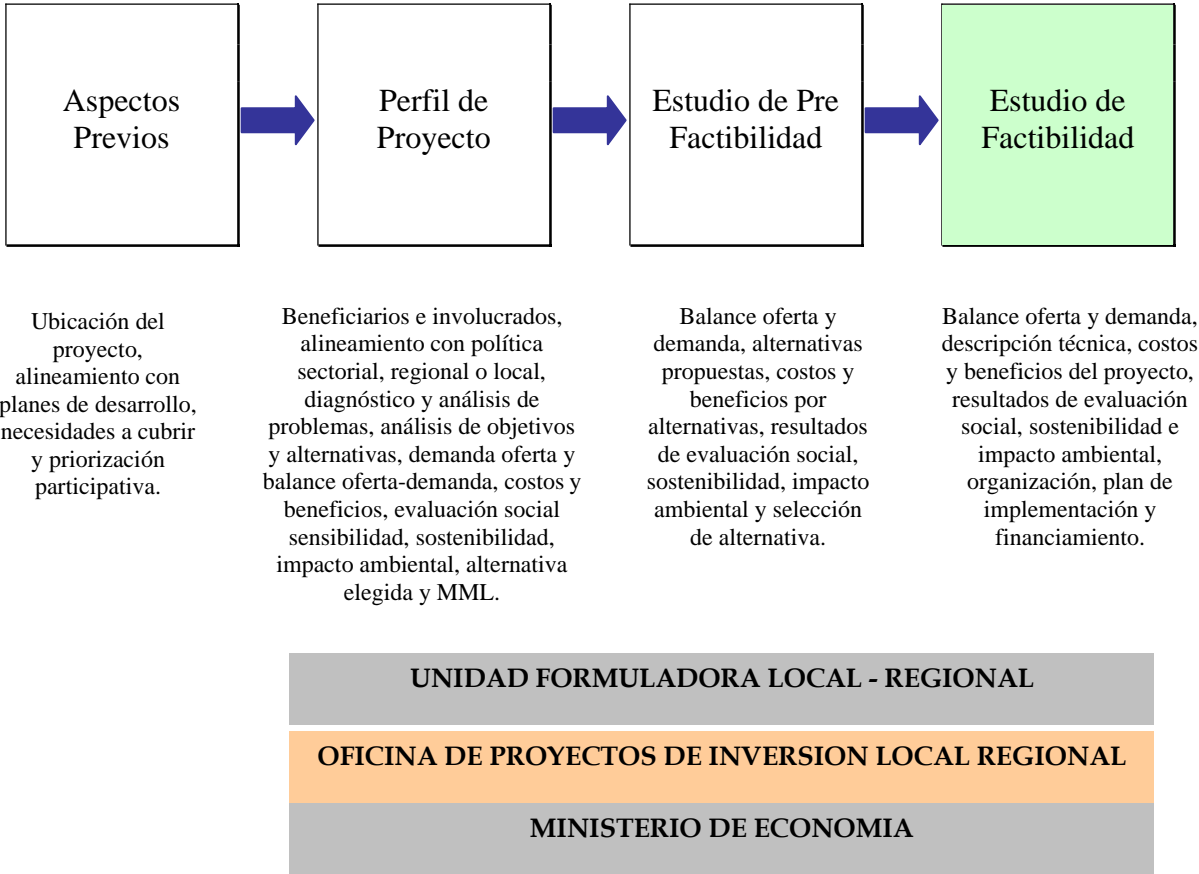 Aspectos
Previos
Perfil de
Proyecto
Estudio de Pre
Factibilidad
Estudio de
Factibilidad
Ubicación del
proyecto,
alineamiento con
planes de desarrollo,
necesidades a cubrir
y priorización
participativa.
Beneficiarios e involucrados,
alineamiento con política
sectorial, regional o local,
diagnóstico y análisis de
problemas, análisis de objetivos
y alternativas, demanda oferta y
balance oferta-demanda, costos y
beneficios, evaluación social
sensibilidad, sostenibilidad,
impacto ambiental, alternativa
elegida y MML.
Balance oferta y
demanda, alternativas
propuestas, costos y
beneficios por
alternativas, resultados
de evaluación social,
sostenibilidad, impacto
ambiental y selección
de alternativa.
Balance oferta y demanda,
descripción técnica, costos
y beneficios del proyecto,
resultados de evaluación
social, sostenibilidad e
impacto ambiental,
organización, plan de
implementación y
financiamiento.
UNIDAD FORMULADORA LOCAL - REGIONAL
OFICINA DE PROYECTOS DE INVERSION LOCAL REGIONAL
MINISTERIO DE ECONOMIA